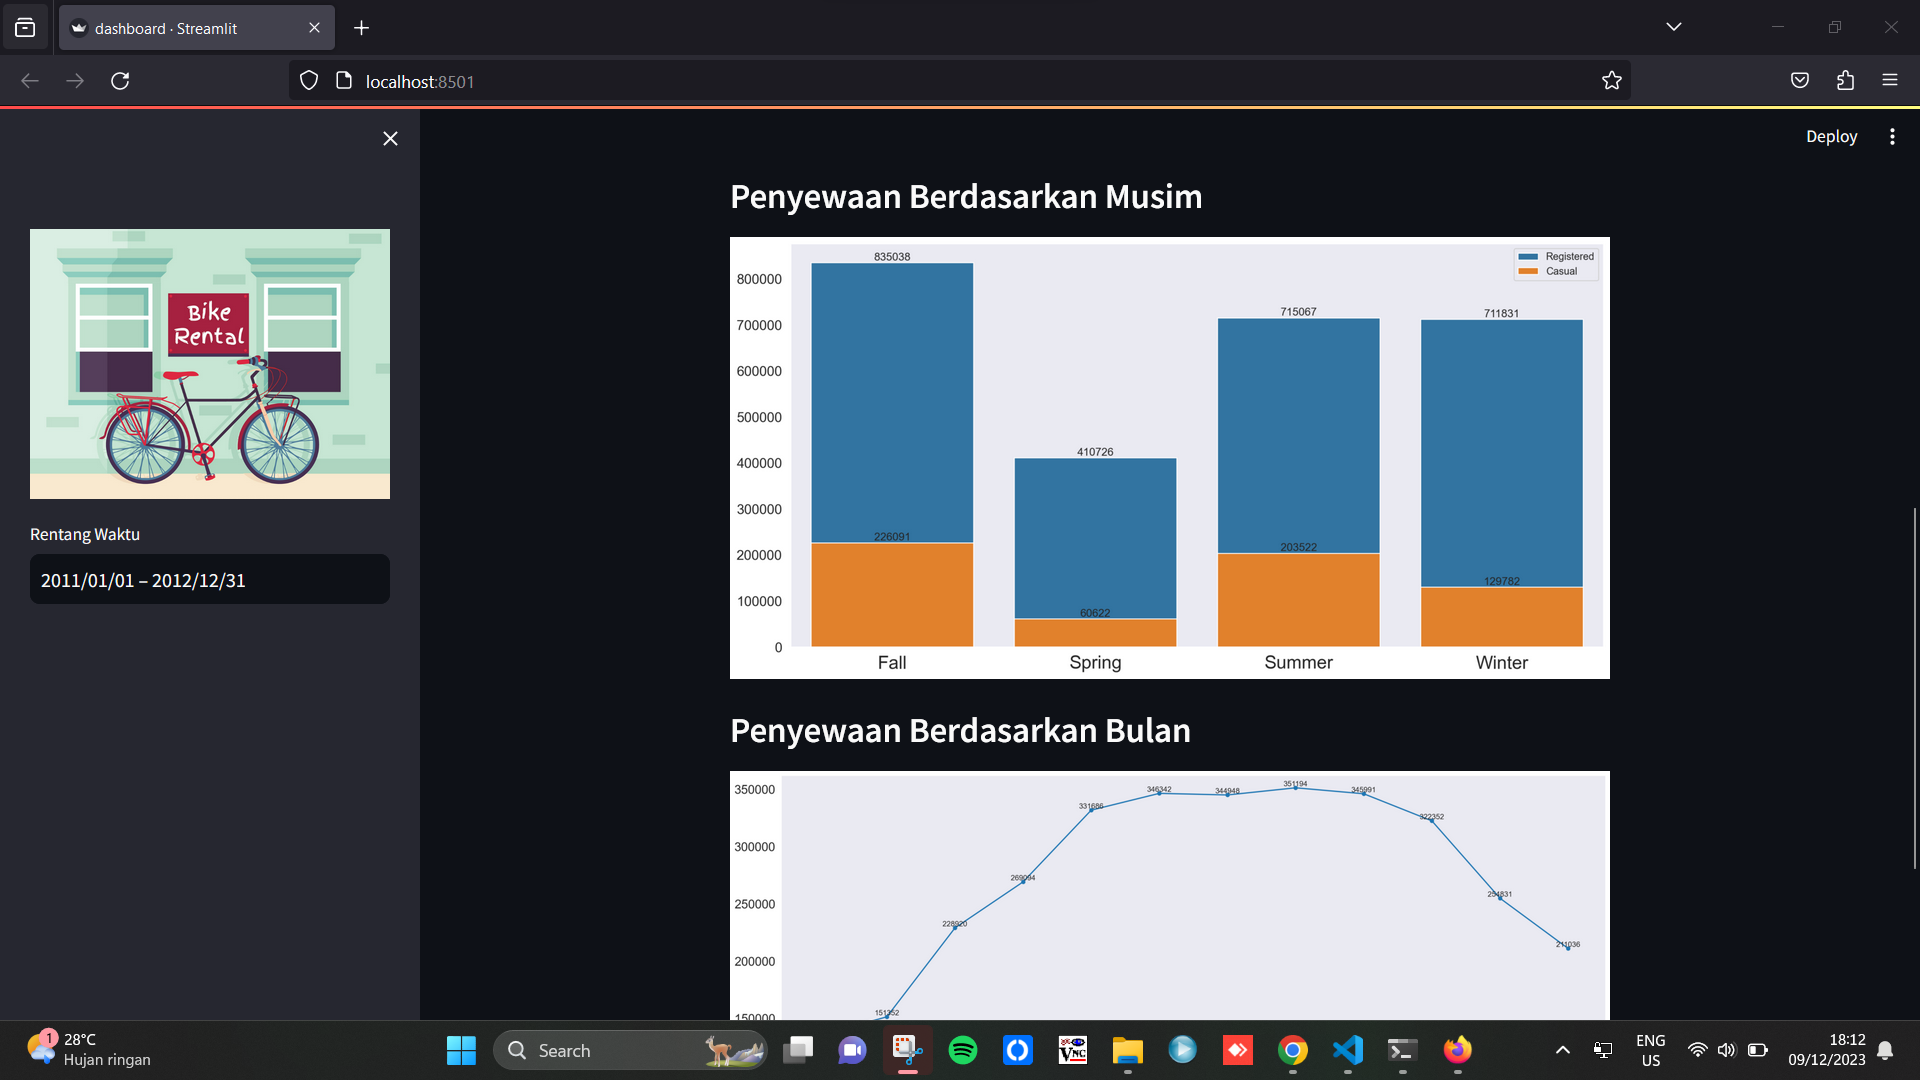 dashboard · Streamlit
localhost:8501
Deploy
Bike
Rental
Rentang Waktu
2011/01/01 – 2012/12/31
Penyewaan Berdasarkan Musim
Registered
Casual
800000
700000
600000
500000
400000
300000
200000
100000
0
835038
226091
410726
60622
715067
203522
711831
129782
Fall
Spring
Summer
Winter
Penyewaan Berdasarkan Bulan
350000
300000
250000
200000
150000
151352
228920
269094
331686
346342
344948
351194
345991
322352
254831
211036
1
28°C
Hujan ringan
Search
VNC
ENG
US
18:12
09/12/2023